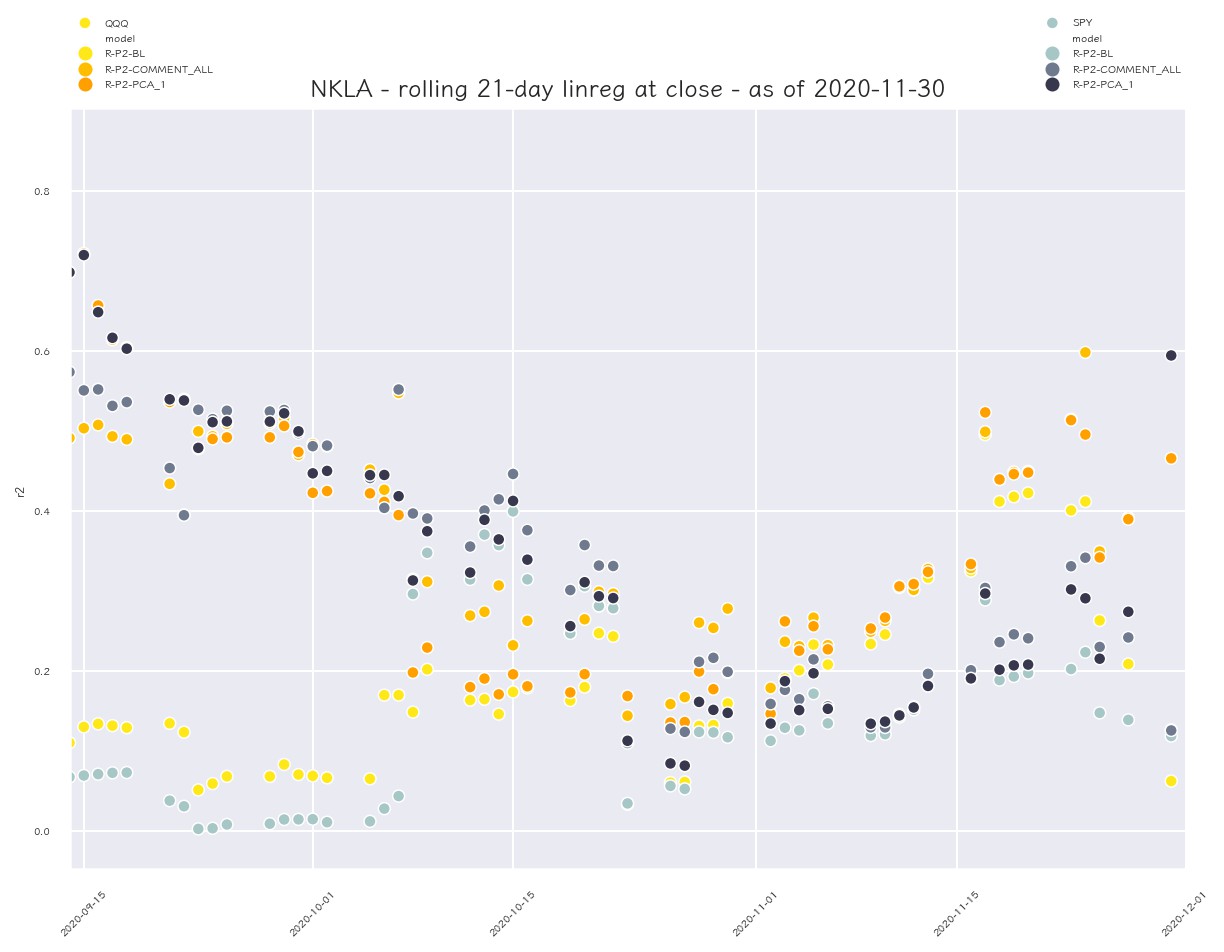 QQQ
model
R-P2-BL
R-P2-COMMENT_ALL
R-P2-PCA_1
SPY
model
R-P2-BL
R-P2-COMMENT_ALL
R-P2-PCA_1
NKLA - rolling 21-day linreg at close - as of 2020-11-30
0.8
0.6
0.4
0.2
0.0
r2
2020-09-15
2020-10-01
2020-10-15
2020-11-01
2020-11-15
2020-12-01